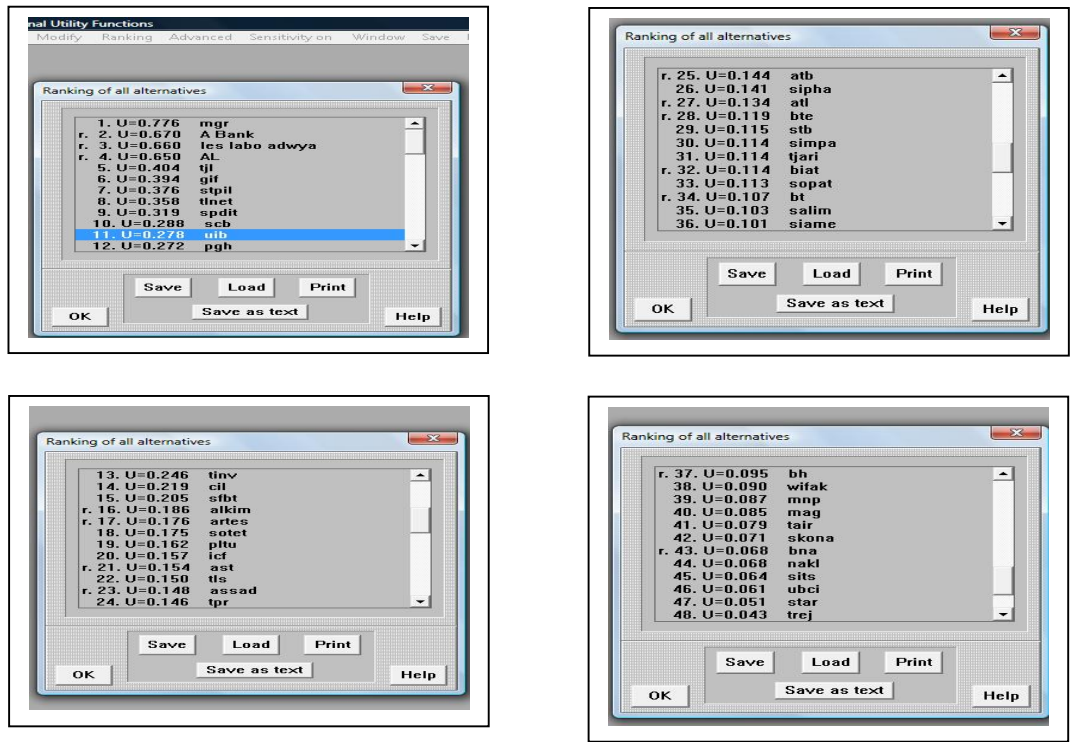 nal Utility Functions
Modify Ranking Advanced Sensitivity on Window Save
Ranking of all alternatives
1. U=0.776 mgr
r. 2. U=0.670 A Bank
r. 3. U=0.660 les labo adwya
r. 4. U=0.650 AL
5. U=0.404 tjl
6. U=0.394 gif
7. U=0.376 stpil
8. U=0.358 tlnet
9. U=0.319 spdit
10. U=0.288 scb
11. U=0.278 uib
12. U=0.272 pgh
Save Load Print
Save as text
OK Help
Ranking of all alternatives
r. 25. U=0.144 atb
26. U=0.141 sipha
r. 27. U=0.134 atl
r. 28. U=0.119 bte
29. U=0.115 stb
30. U=0.114 simpa
31. U=0.114 tjari
r. 32. U=0.114 biat
33. U=0.113 sopat
r. 34. U=0.107 bt
35. U=0.103 salim
36. U=0.101 siame
Save Load Print
Save as text
OK Help
Ranking of all alternatives
13. U=0.246 tinv
14. U=0.219 cil
15. U=0.205 sfbt
r. 16. U=0.186 alkim
r. 17. U=0.176 artes
18. U=0.175 sotet
19. U=0.162 pltu
20. U=0.157 icf
r. 21. U=0.154 ast
22. U=0.150 tls
r. 23. U=0.148 assad
24. U=0.146 tpr
Save Load Print
Save as text
OK Help
Ranking of all alternatives
r. 37. U=0.095 bh
38. U=0.090 wifak
39. U=0.087 mnp
40. U=0.085 mag
41. U=0.079 tair
42. U=0.071 skona
r. 43. U=0.068 bna
44. U=0.068 nakl
45. U=0.064 sits
46. U=0.061 ubci
47. U=0.051 star
48. U=0.043 trej
Save Load Print
Save as text
OK Help